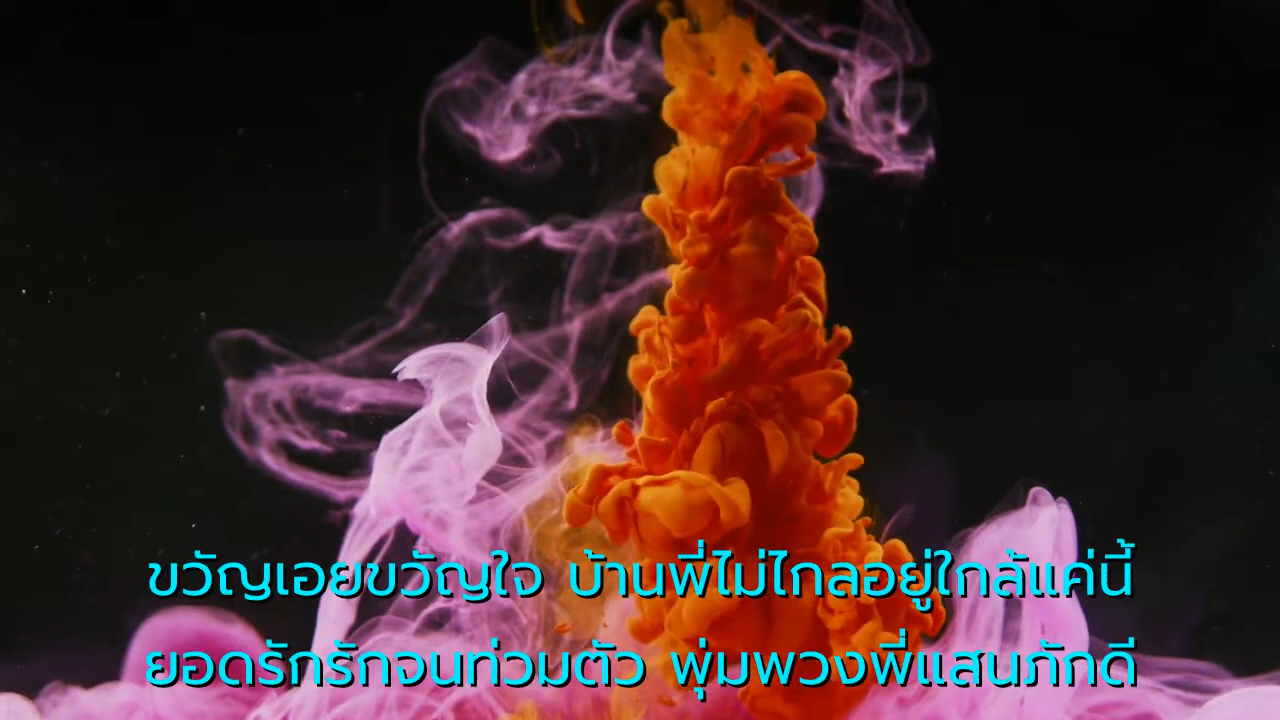 ขวัญเอยขวัญใจ บ้านพี่ไม่ไกลอยู่ใกล้แค่นี้
ยอดรักรักจนท่วมตัว พุ่มพวงพี่แสนภักดี